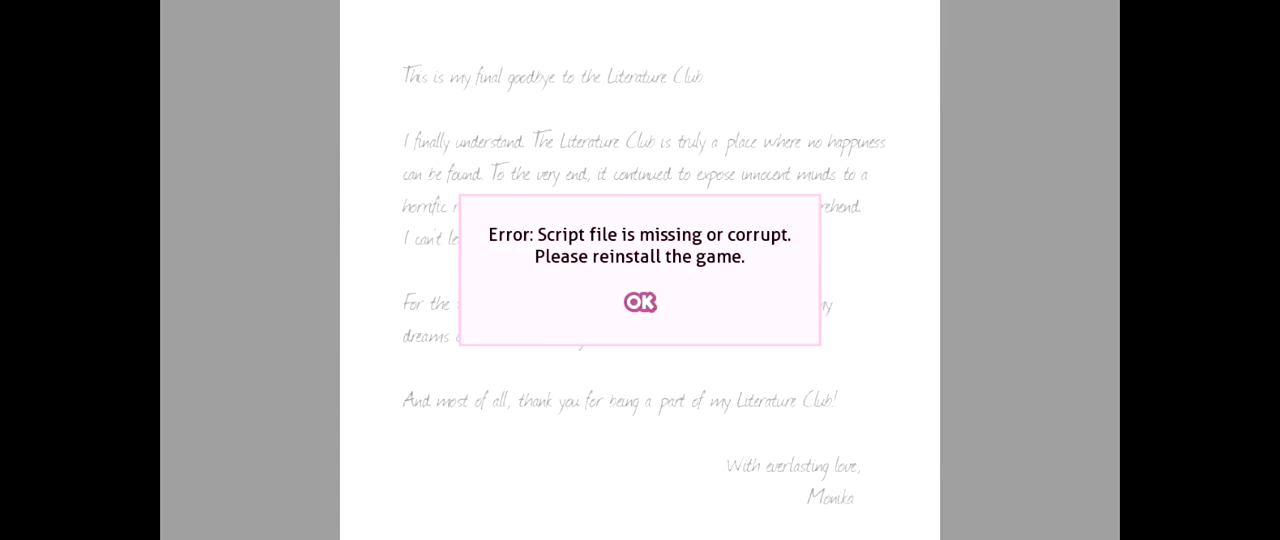 This is my final goodbye to the Literature Club.
I finally understand. The Literature Club is truly a place where no happiness
can be found. To the very end, it continued to expose innocent minds to a
horrific
I can't
Error: Script file is missing or corrupt.
Please reinstall the game.
OK
For the
dreams
And most of all, thank you for being a part of my Literature Club!
With everlasting love,
Monika